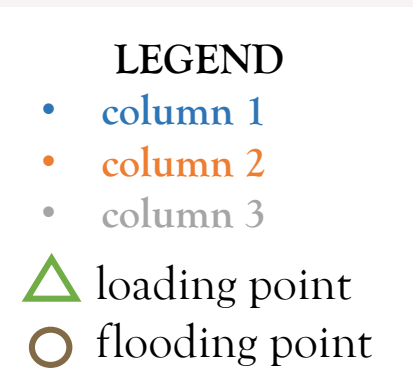 LEGEND
column 1
column 2
column 3
loading point
flooding point